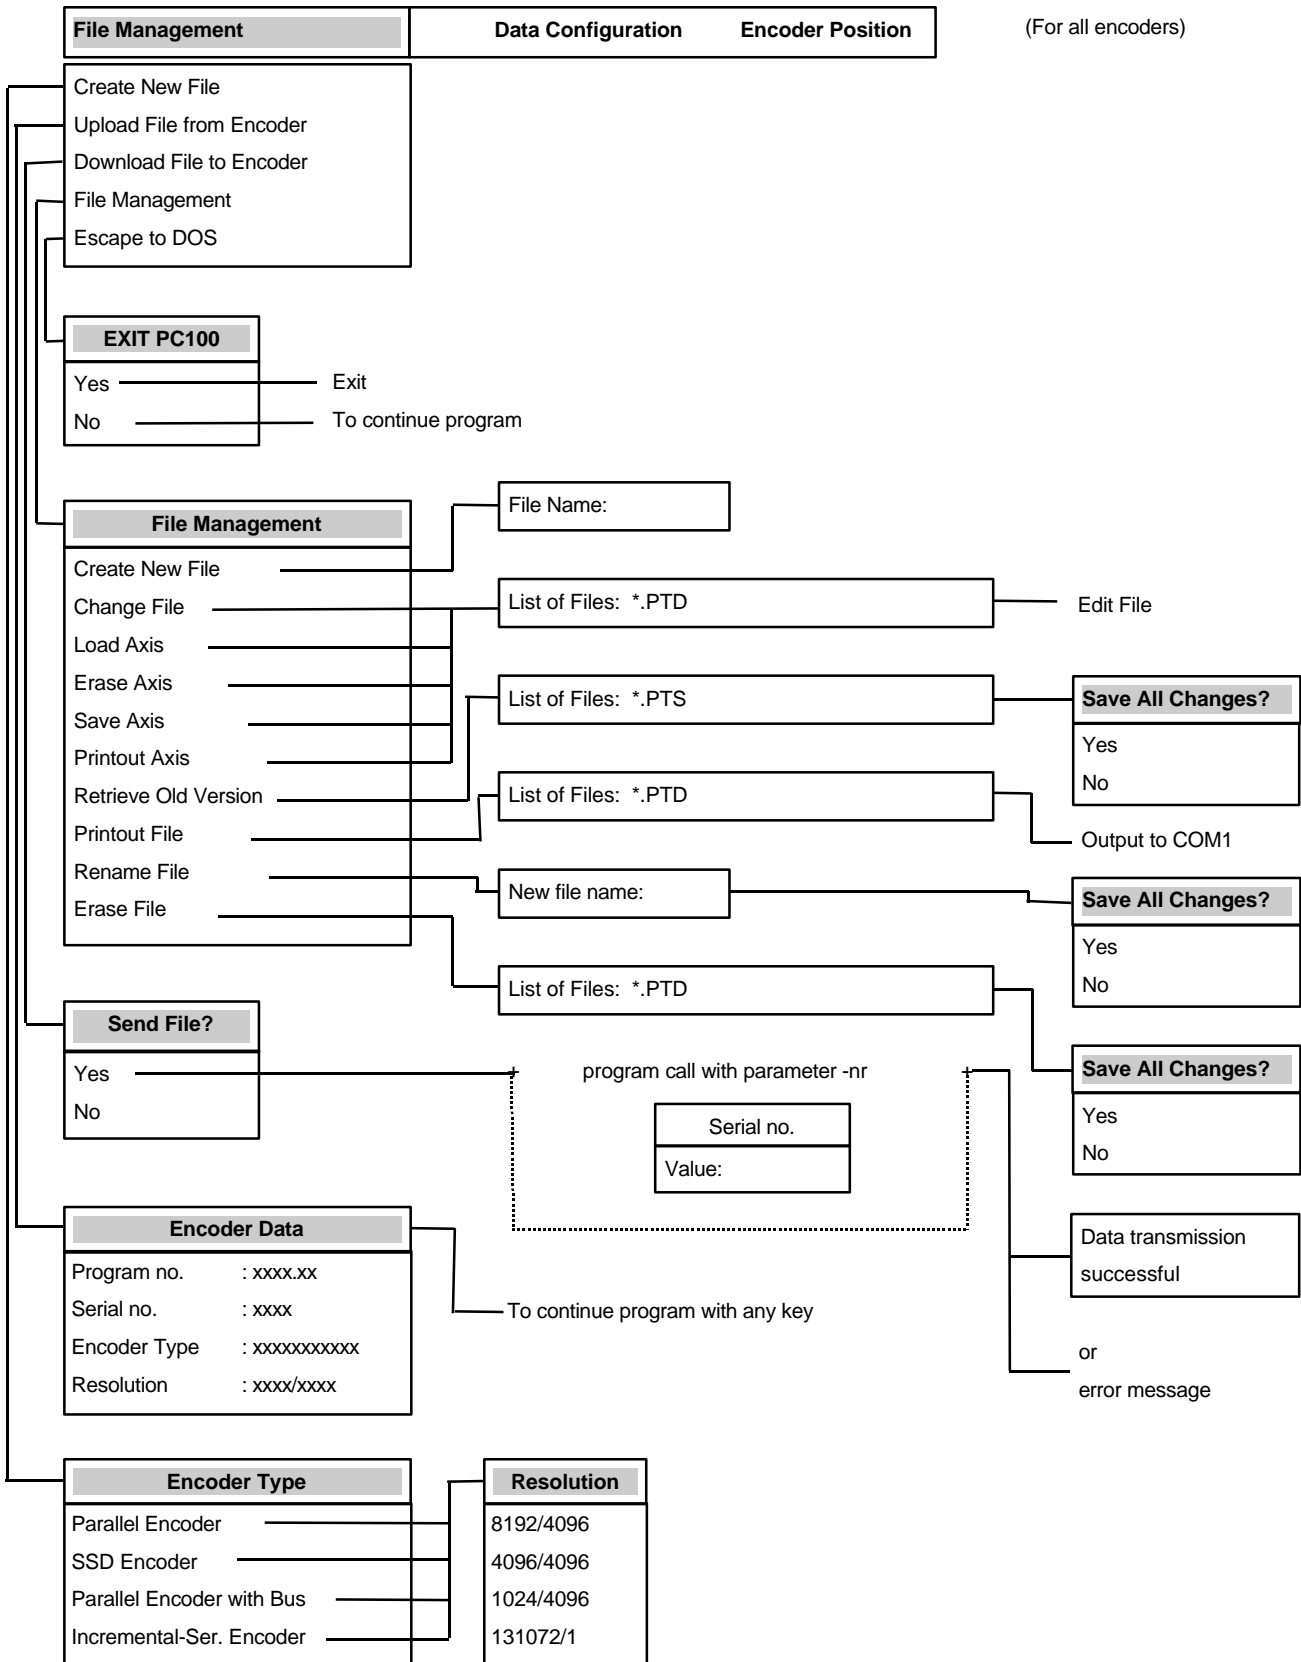 File Management Data Configuration Encoder Position (For all encoders)
Create New File
Upload File from Encoder
Download File to Encoder
File Management
Escape to DOS
EXIT PC100
Yes Exit
No To continue program
File Management
Create New File
Change File
Load Axis
Erase Axis
Save Axis
Printout Axis
Retrieve Old Version
Printout File
Rename File
Erase File
File Name:
List of Files: *.PTD
Edit File
List of Files: *.PTS
Save All Changes?
Yes
No
List of Files: *.PTD
Output to COM1
New file name:
Save All Changes?
Yes
No
List of Files: *.PTD
Save All Changes?
Yes
No
Send File?
Yes
No
program call with parameter -nr
Serial no.
Value:
Data transmission
successful
or
error message
Encoder Data
Program no. : xxxx.xx
Serial no. : xxxx
Encoder Type : xxxxxxxxxxx
Resolution : xxxx/xxxx
To continue program with any key
Encoder Type
Parallel Encoder
SSD Encoder
Parallel Encoder with Bus
Incremental-Ser. Encoder
Resolution
8192/4096
4096/4096
1024/4096
131072/1